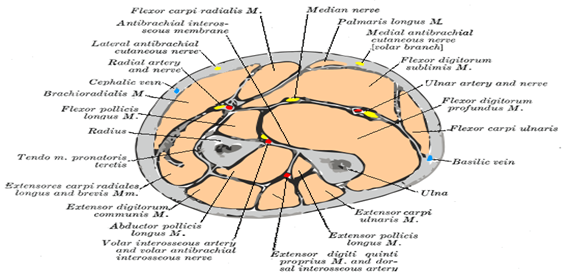 Flexor carpi radialis M.
Antibrachial interos-
seous membrane
Lateral antibrachial
cutaneous nerve
Radial artery
and nerve
Cephalic vein
Brachioradialis M
Flexor pollicis
longus M.
Radius
Tendo m. pronatoris
teretis
Extensores carpi radiales,
longus and brevis Mm.
Extensor digitorum
communis M.
Abductor pollicis
longus M.
Volar interosseous artery
and volar antibrachial
interosseous nerve
Median nerve
Palmaris longus M.
Medial antibrachial
cutaneous nerve
[volar branch]
Flexor digitorum
sublimis M.
Ulnar artery and nerve
Flexor digitorum
profundus M.
Flexor carpi ulnaris
Basilic vein
Ulna
Extensor carpi
ulnaris M.
Extensor pollicis
longus M.
Extensor digiti quinti
proprius M. and dor-
sal interosseous artery